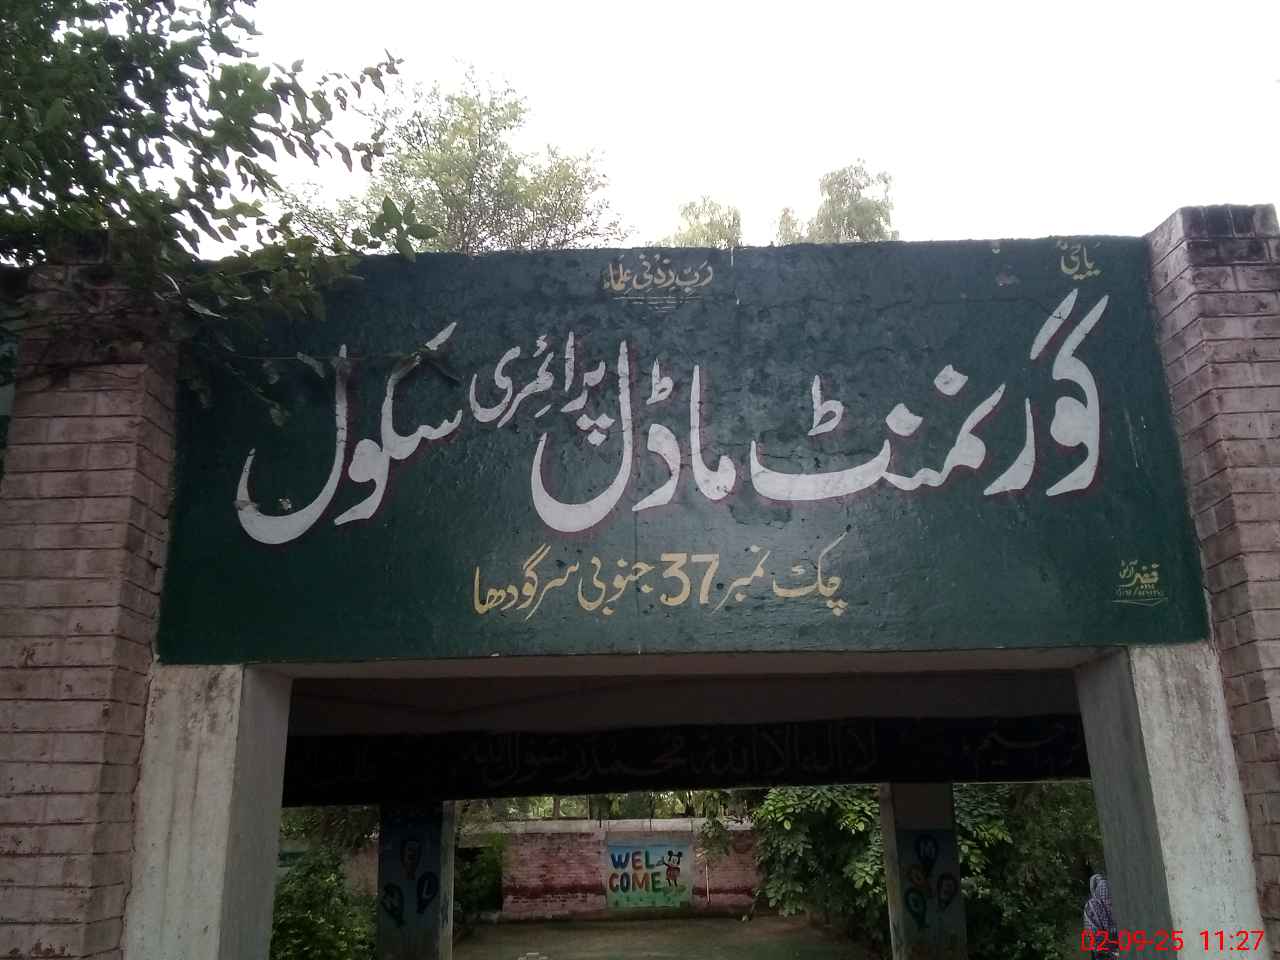 رَبِّ زِدْنِی عِلْمًا
گورنمنٹ ماڈل پرائمری سکول
چک نمبر 37 جنوبی سرگودھا
لا الہ الا اللہ محمد رسول اللہ
WEL
COME
02-09-25 11:27